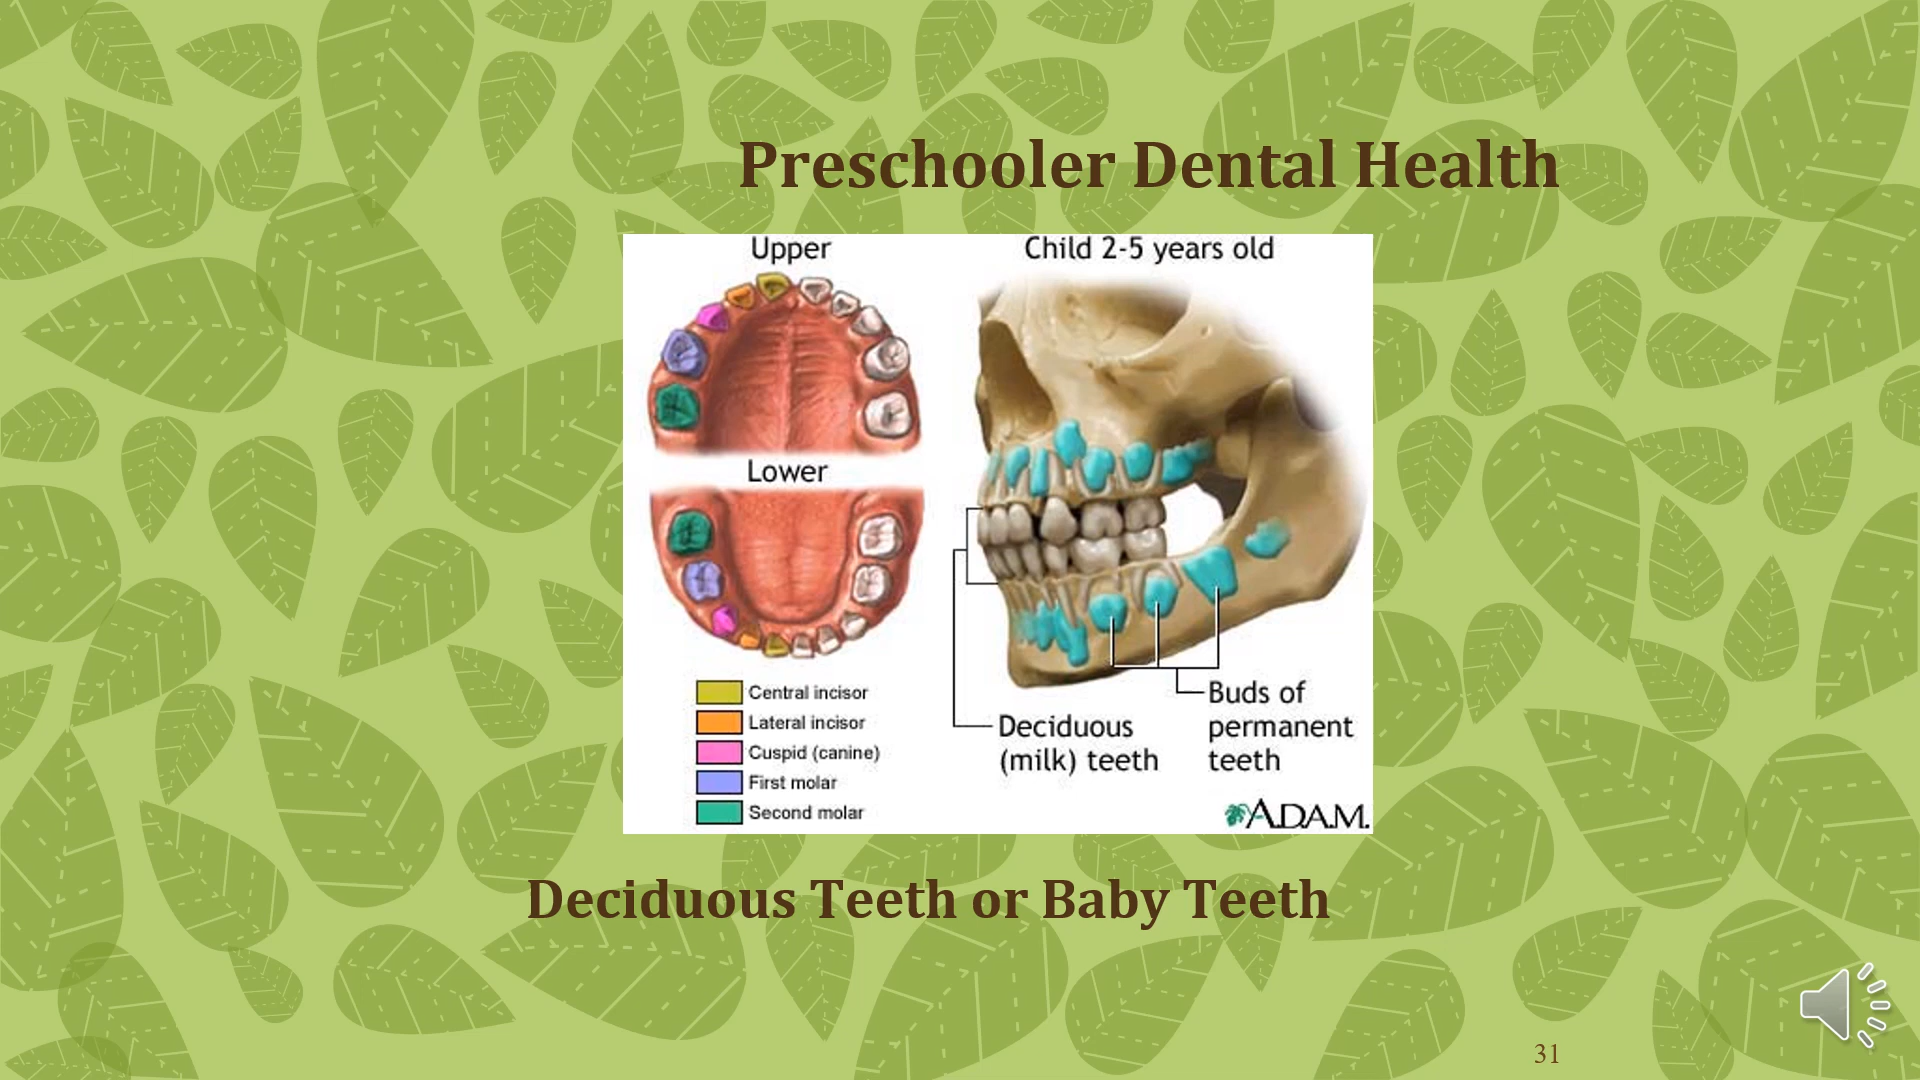 Preschooler Dental Health
Upper
Child 2-5 years old
Lower
Central incisor
Lateral incisor
Cuspid (canine)
First molar
Second molar
Deciduous
(milk) teeth
Buds of
permanent
teeth
A.D.A.M.
Deciduous Teeth or Baby Teeth
31